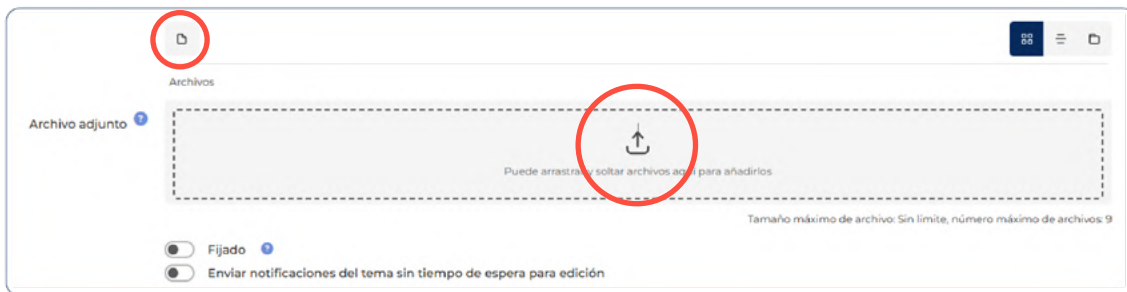 Archivos
Archivo adjunto
Puede arrastrar y soltar archivos aquí para añadirlos
Tamaño máximo de archivo: Sin límite, número máximo de archivos: 9
Fijado
Enviar notificaciones del tema sin tiempo de espera para edición